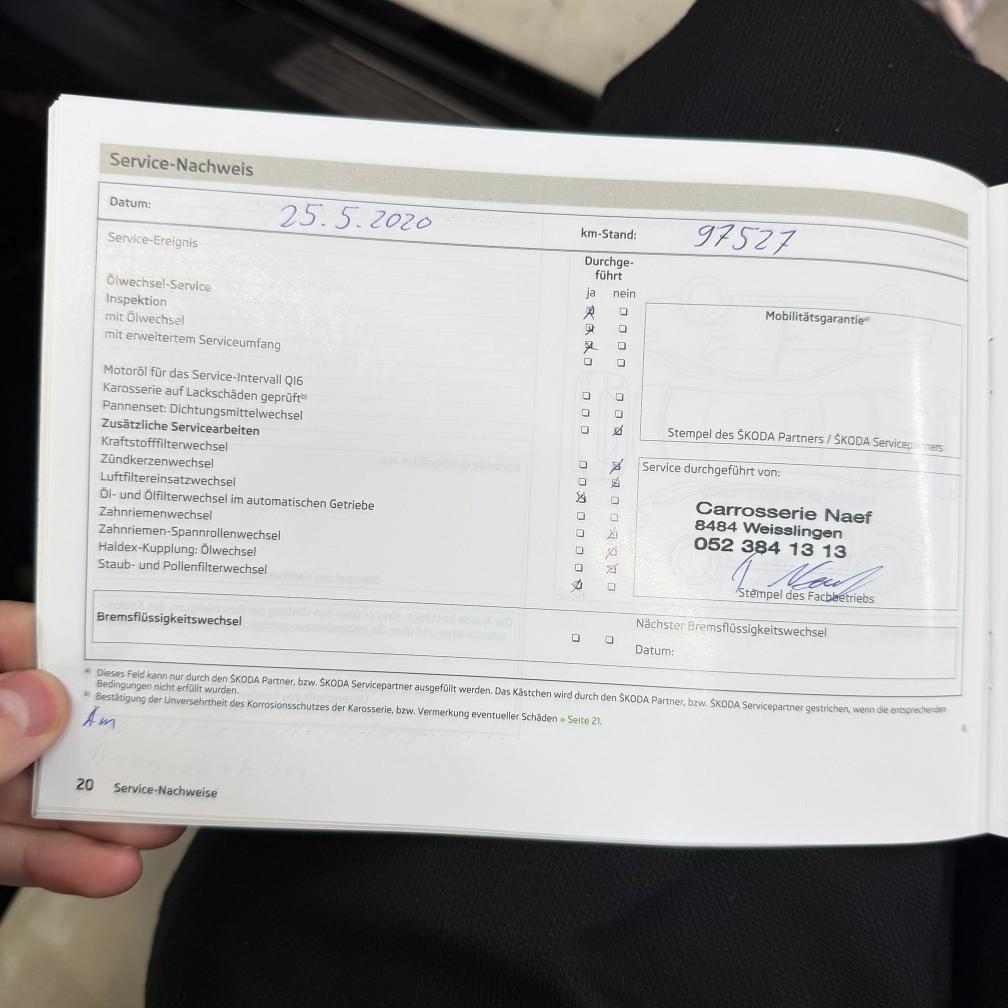 Service-Nachweis
Datum: 25.5.2020
km-Stand: 97527
Service-Ereignis
Durchge-
führt
ja nein
Ölwechsel-Service
Inspektion
mit Ölwechsel
mit erweitertem Serviceumfang
Motoröl für das Service-Intervall QI6
Karosserie auf Lackschäden geprüft b)
Pannenset: Dichtungsmittelwechsel
Zusätzliche Servicearbeiten
Kraftstofffilterwechsel
Zündkerzenwechsel
Luftfiltereinsatzwechsel
Öl- und Ölfilterwechsel im automatischen Getriebe
Zahnriemenwechsel
Zahnriemen-Spannrollenwechsel
Haldex-Kupplung: Ölwechsel
Staub- und Pollenfilterwechsel
Mobilitätsgarantie a)
Stempel des ŠKODA Partners / ŠKODA Servicepartners
Service durchgeführt von:
Carrosserie Naef
8484 Weisslingen
052 384 13 13
Stempel des Fachbetriebs
Bremsflüssigkeitswechsel
Nächster Bremsflüssigkeitswechsel
Datum:
a) Dieses Feld kann nur durch den ŠKODA Partner, bzw. ŠKODA Servicepartner ausgefüllt werden. Das Kästchen wird durch den ŠKODA Partner, bzw. ŠKODA Servicepartner gestrichen, wenn die entsprechenden
Bedingungen nicht erfüllt wurden.
b) Bestätigung der Unversehrtheit des Korrosionsschutzes der Karosserie, bzw. Vermerkung eventueller Schäden » Seite 21.
Am
20 Service-Nachweise